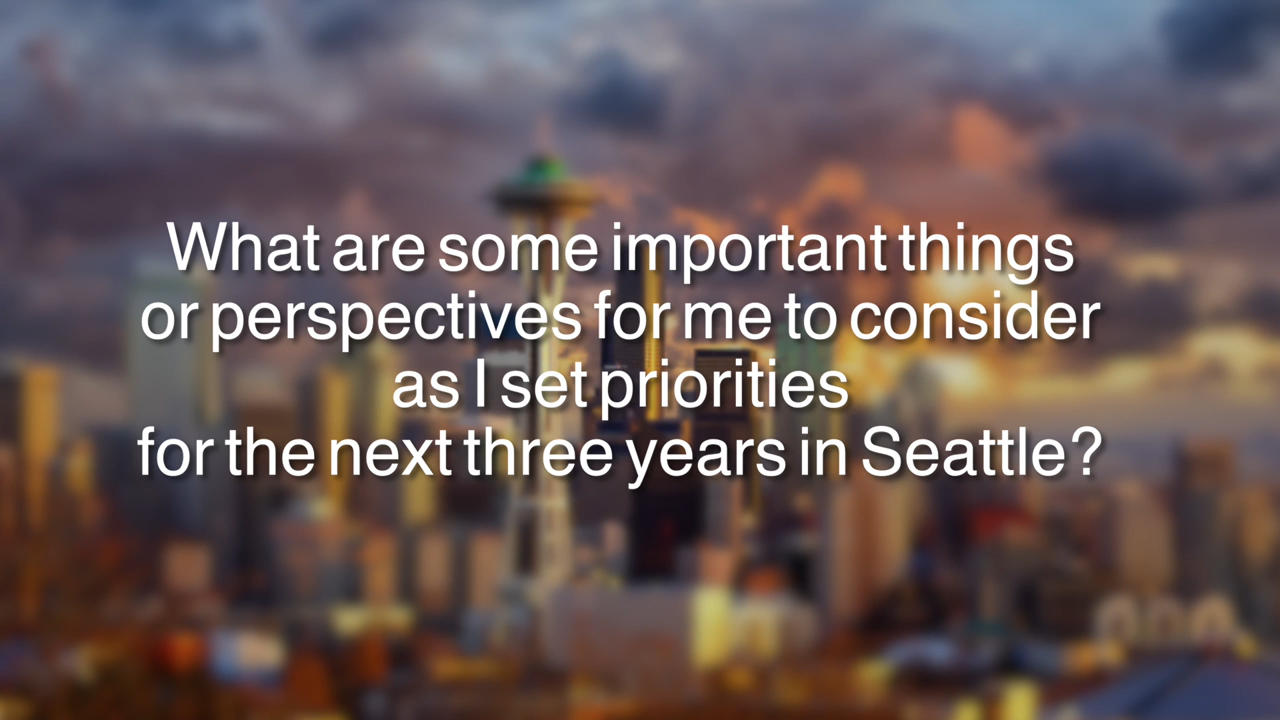 What are some important things
or perspectives for me to consider
as I set priorities
for the next three years in Seattle?